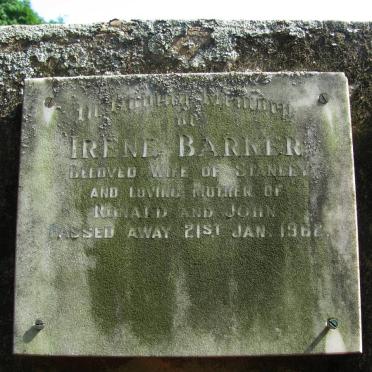 In Loving Memory
of
IRENE BARKER
BELOVED WIFE OF STANLEY
AND LOVING MOTHER OF
RONALD AND JOHN
PASSED AWAY 21ST JAN. 1962.